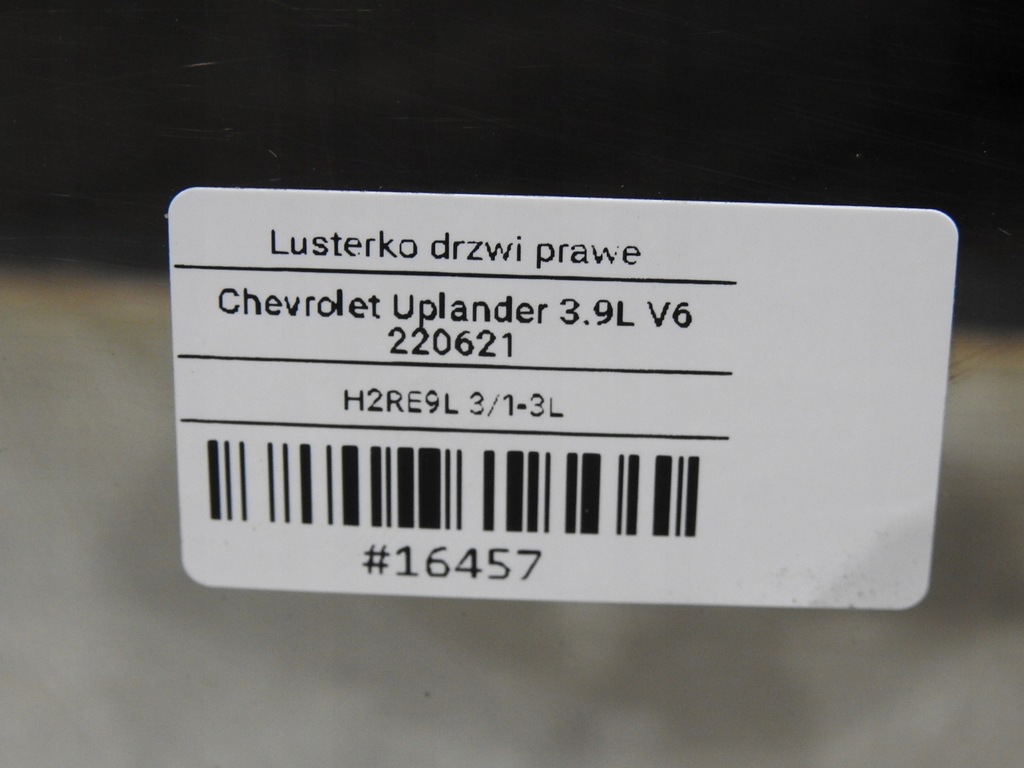 Lusterko drzwi prawe
Chevrolet Uplander 3.9L V6
220621
H2RE9L 3/1-3L
#16457